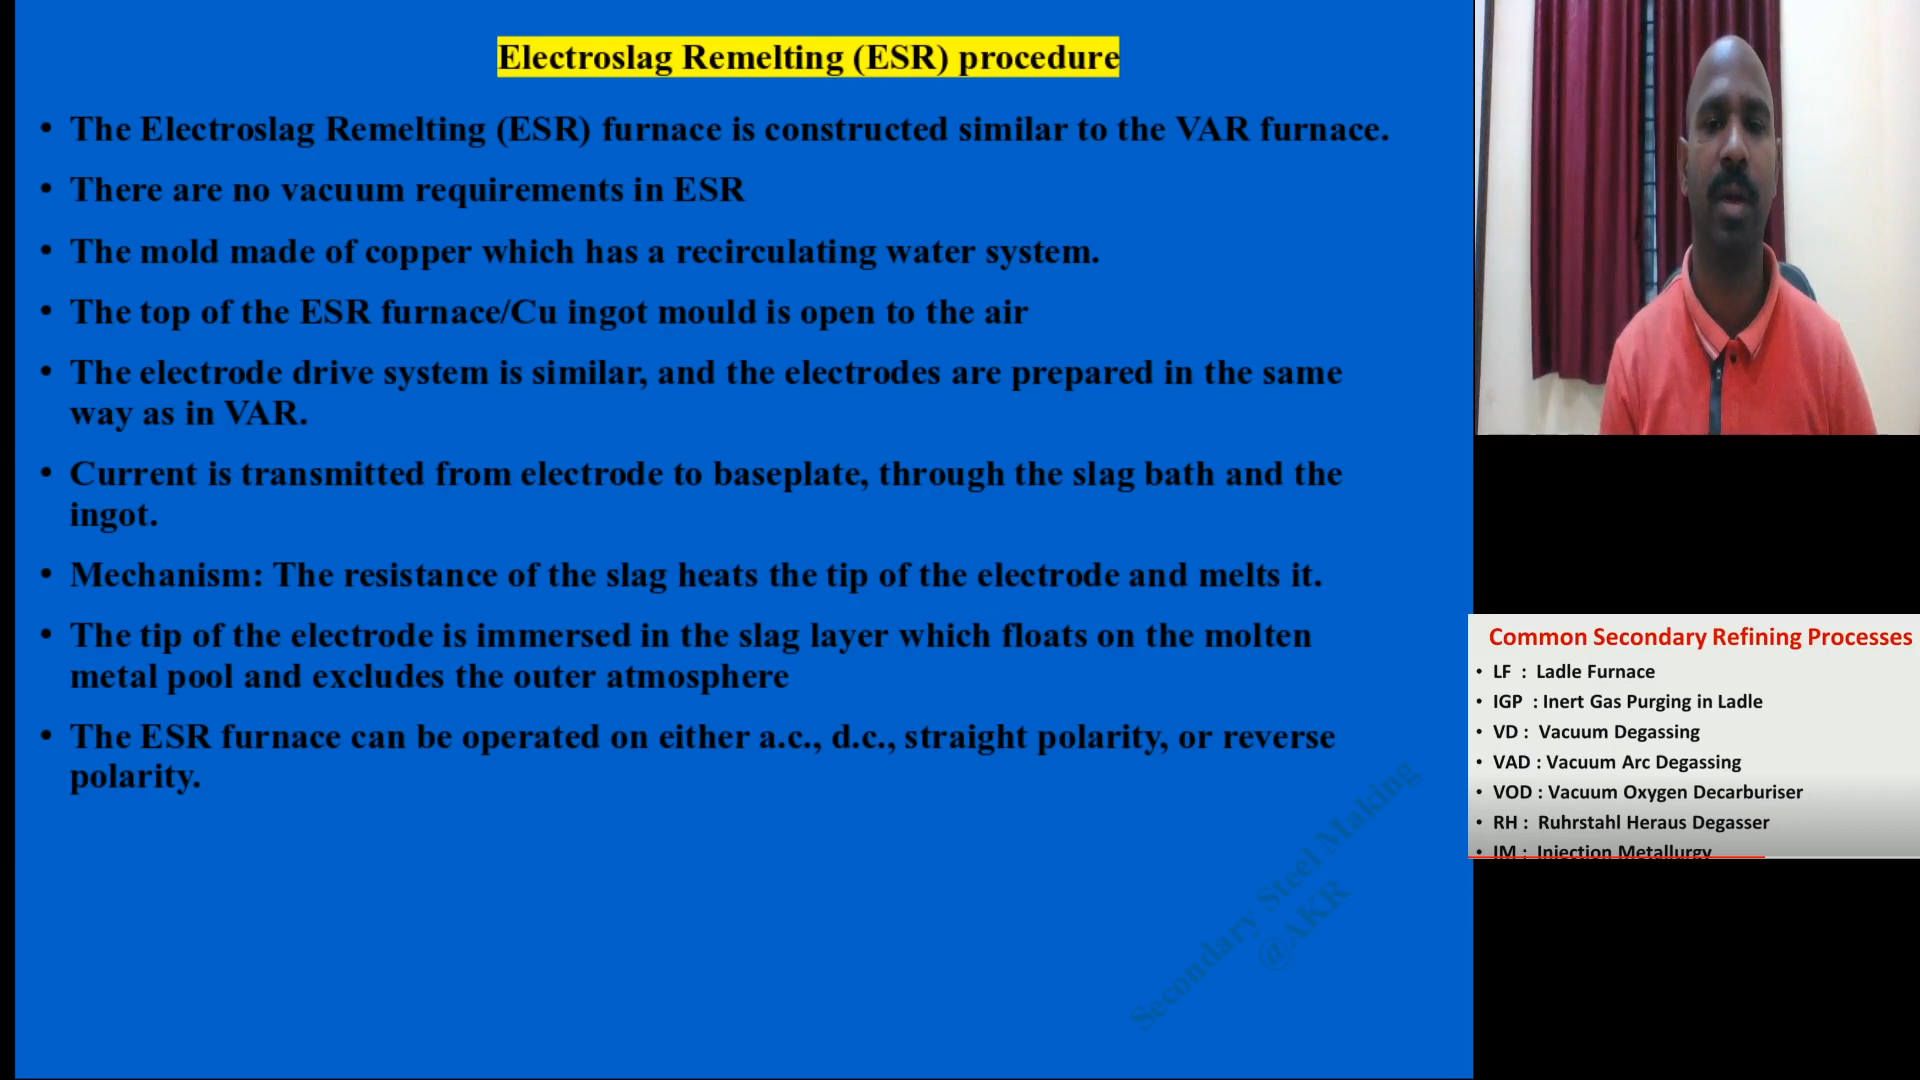 Electroslag Remelting (ESR) procedure
• The Electroslag Remelting (ESR) furnace is constructed similar to the VAR furnace.
• There are no vacuum requirements in ESR
• The mold made of copper which has a recirculating water system.
• The top of the ESR furnace/Cu ingot mould is open to the air
• The electrode drive system is similar, and the electrodes are prepared in the same
way as in VAR.
• Current is transmitted from electrode to baseplate, through the slag bath and the
ingot.
• Mechanism: The resistance of the slag heats the tip of the electrode and melts it.
• The tip of the electrode is immersed in the slag layer which floats on the molten
metal pool and excludes the outer atmosphere
• The ESR furnace can be operated on either a.c., d.c., straight polarity, or reverse
polarity.
Secondary Steel Making
@AKR
Common Secondary Refining Processes
• LF : Ladle Furnace
• IGP : Inert Gas Purging in Ladle
• VD : Vacuum Degassing
• VAD : Vacuum Arc Degassing
• VOD : Vacuum Oxygen Decarburiser
• RH : Ruhrstahl Heraus Degasser
• IM : Injection Metallurgy